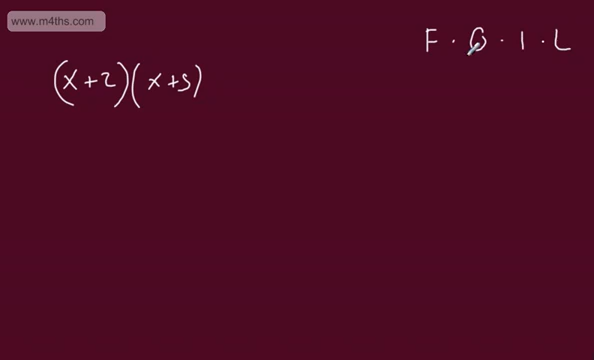 www.m4ths.com
F . O . I . L
(x+2)(x+5)